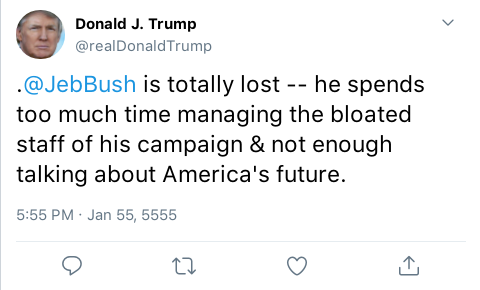 Donald J. Trump
@realDonaldTrump
.@JebBush is totally lost -- he spends
too much time managing the bloated
staff of his campaign & not enough
talking about America's future.
5:55 PM · Jan 55, 5555